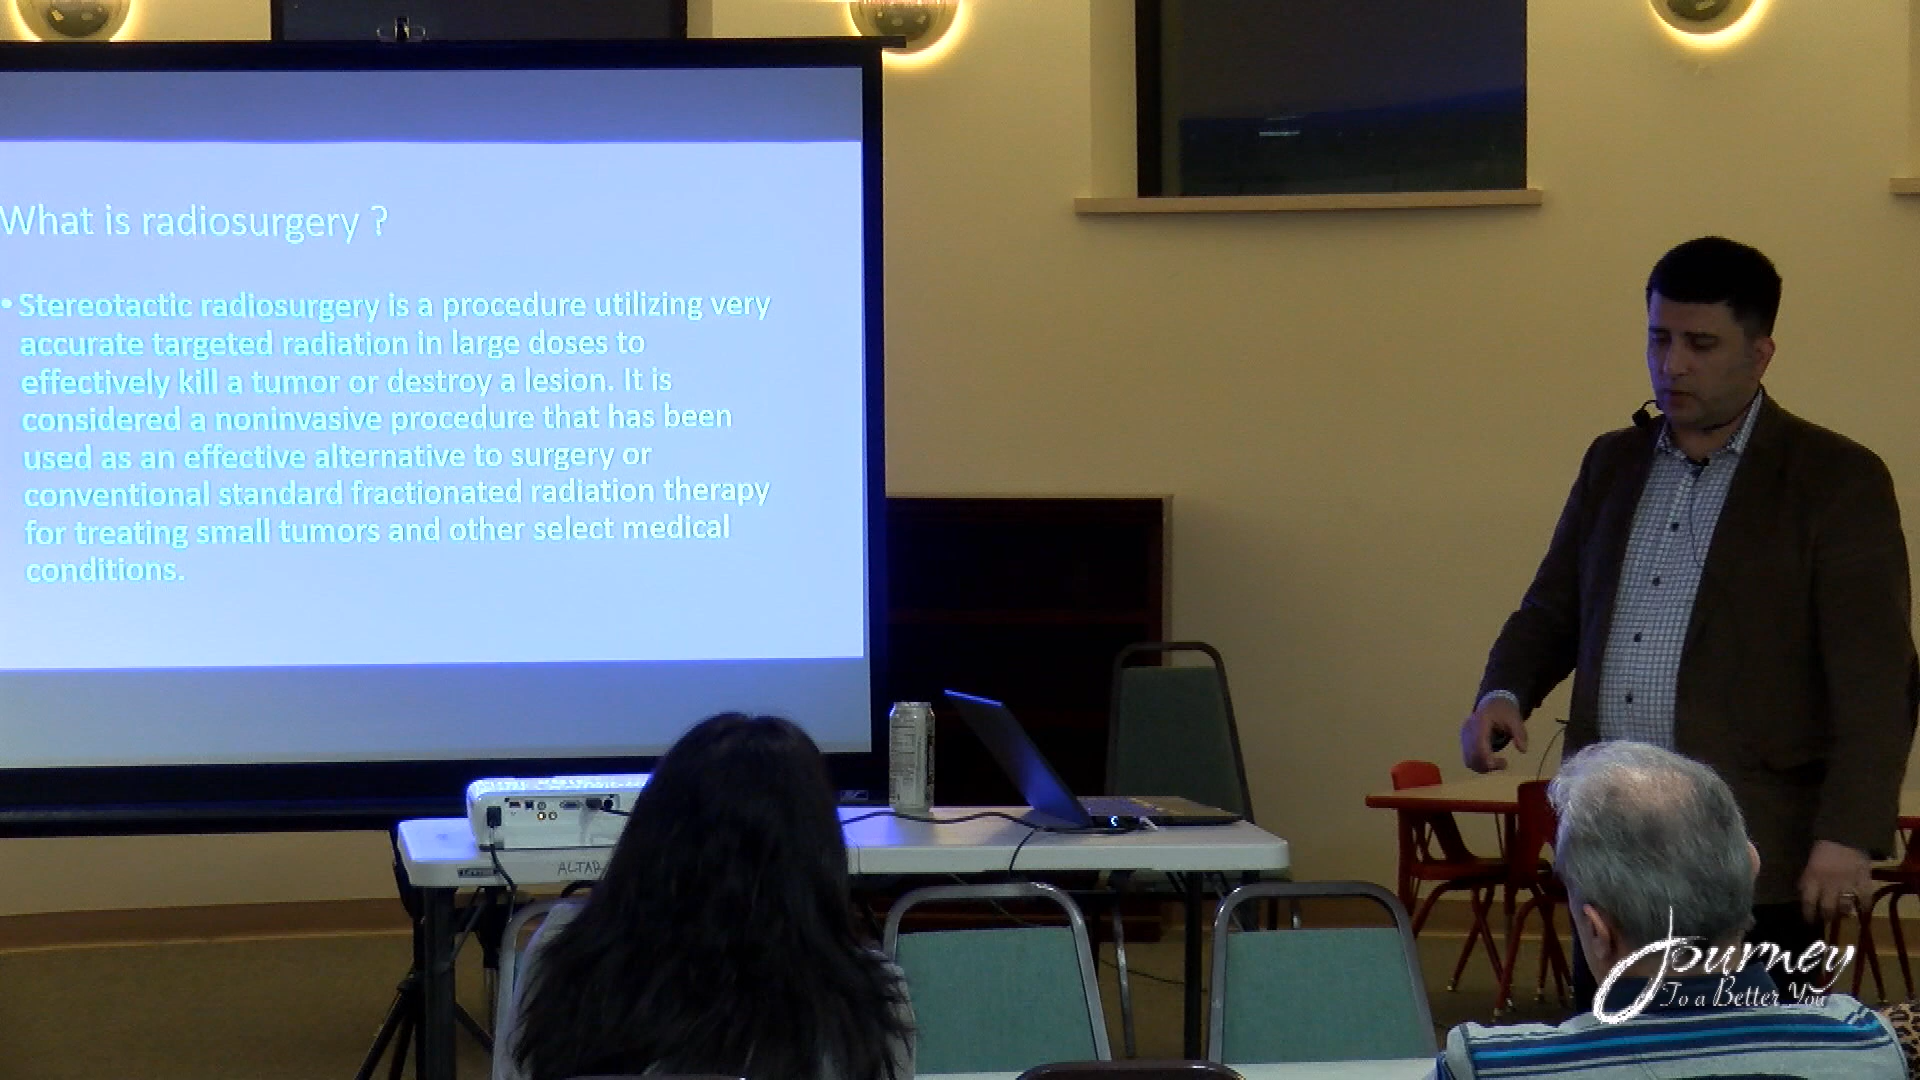 What is radiosurgery ?
• Stereotactic radiosurgery is a procedure utilizing very
accurate targeted radiation in large doses to
effectively kill a tumor or destroy a lesion. It is
considered a noninvasive procedure that has been
used as an effective alternative to surgery or
conventional standard fractionated radiation therapy
for treating small tumors and other select medical
conditions.
ALTAR
Journey
To a Better You